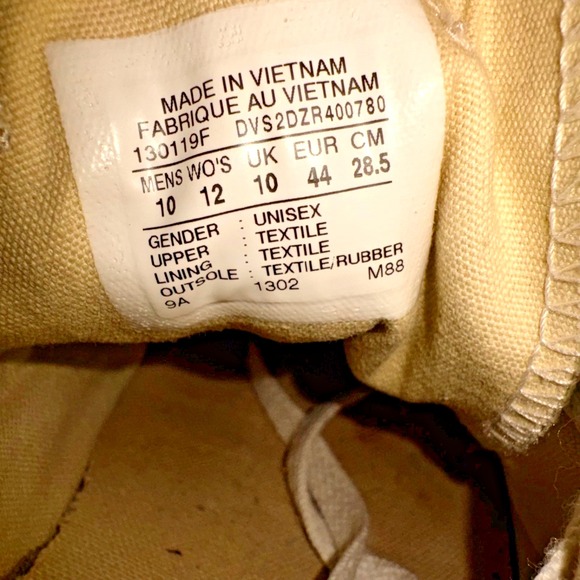 MADE IN VIETNAM
FABRIQUE AU VIETNAM
130119F DVS2DZR400780
MENS WO'S UK EUR CM
10 12 10 44 28.5
GENDER : UNISEX
UPPER : TEXTILE
LINING : TEXTILE
OUTSOLE : TEXTILE/RUBBER
9A 1302 M88